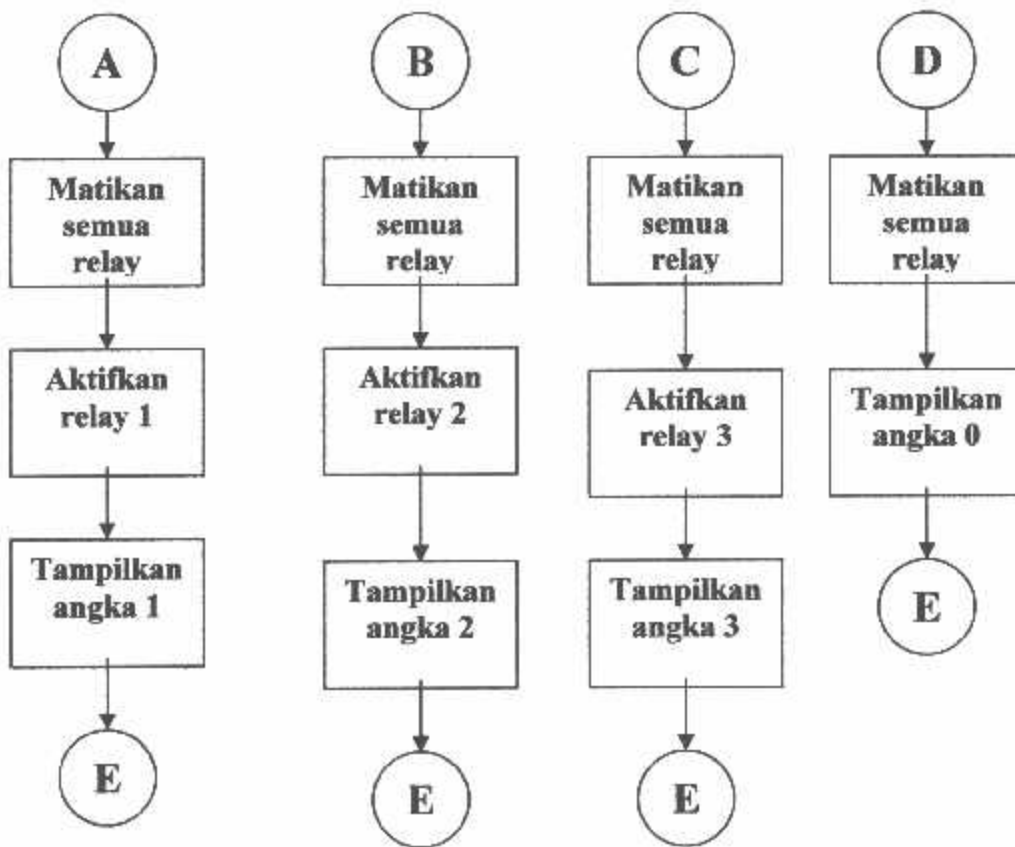 A
Matikan
semua
relay
Aktifkan
relay 1
Tampilkan
angka 1
E
B
Matikan
semua
relay
Aktifkan
relay 2
Tampilkan
angka 2
E
C
Matikan
semua
relay
Aktifkan
relay 3
Tampilkan
angka 3
E
D
Matikan
semua
relay
Tampilkan
angka 0
E